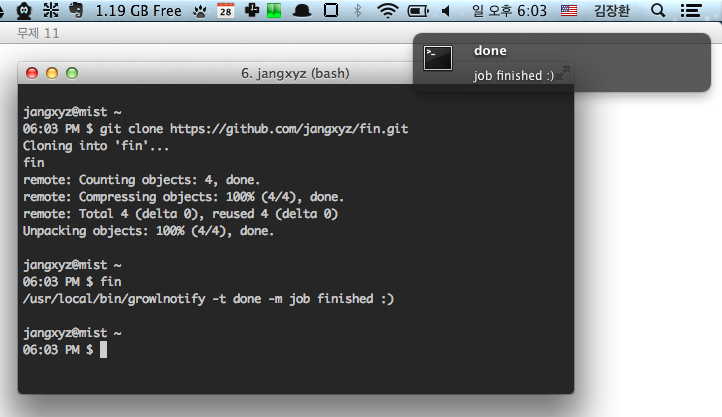 1.19 GB Free
28
일 오후 6:03
김장환
무제 11
done
job finished :)
6. jangxyz (bash)
jangxyz@mist ~
06:03 PM $ git clone https://github.com/jangxyz/fin.git
Cloning into 'fin'...
fin
remote: Counting objects: 4, done.
remote: Compressing objects: 100% (4/4), done.
remote: Total 4 (delta 0), reused 4 (delta 0)
Unpacking objects: 100% (4/4), done.
jangxyz@mist ~
06:03 PM $ fin
/usr/local/bin/growlnotify -t done -m job finished :)
jangxyz@mist ~
06:03 PM $